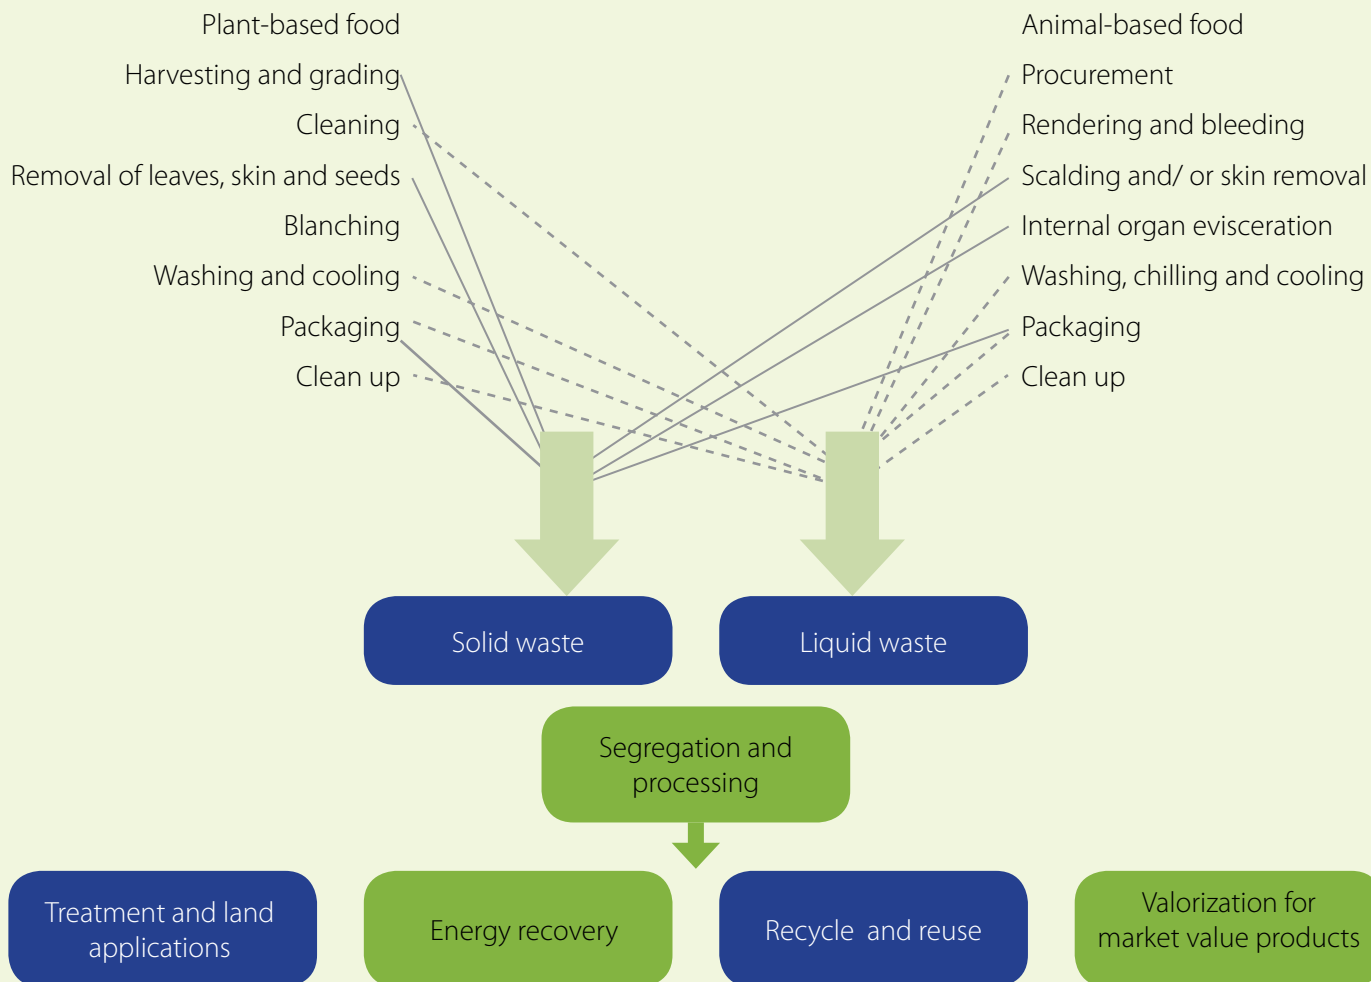 Plant-based food
Harvesting and grading
Cleaning
Removal of leaves, skin and seeds
Blanching
Washing and cooling
Packaging
Clean up
Animal-based food
Procurement
Rendering and bleeding
Scalding and/ or skin removal
Internal organ evisceration
Washing, chilling and cooling
Packaging
Clean up
Solid waste
Liquid waste
Segregation and
processing
Treatment and land
applications
Energy recovery
Recycle and reuse
Valorization for
market value products